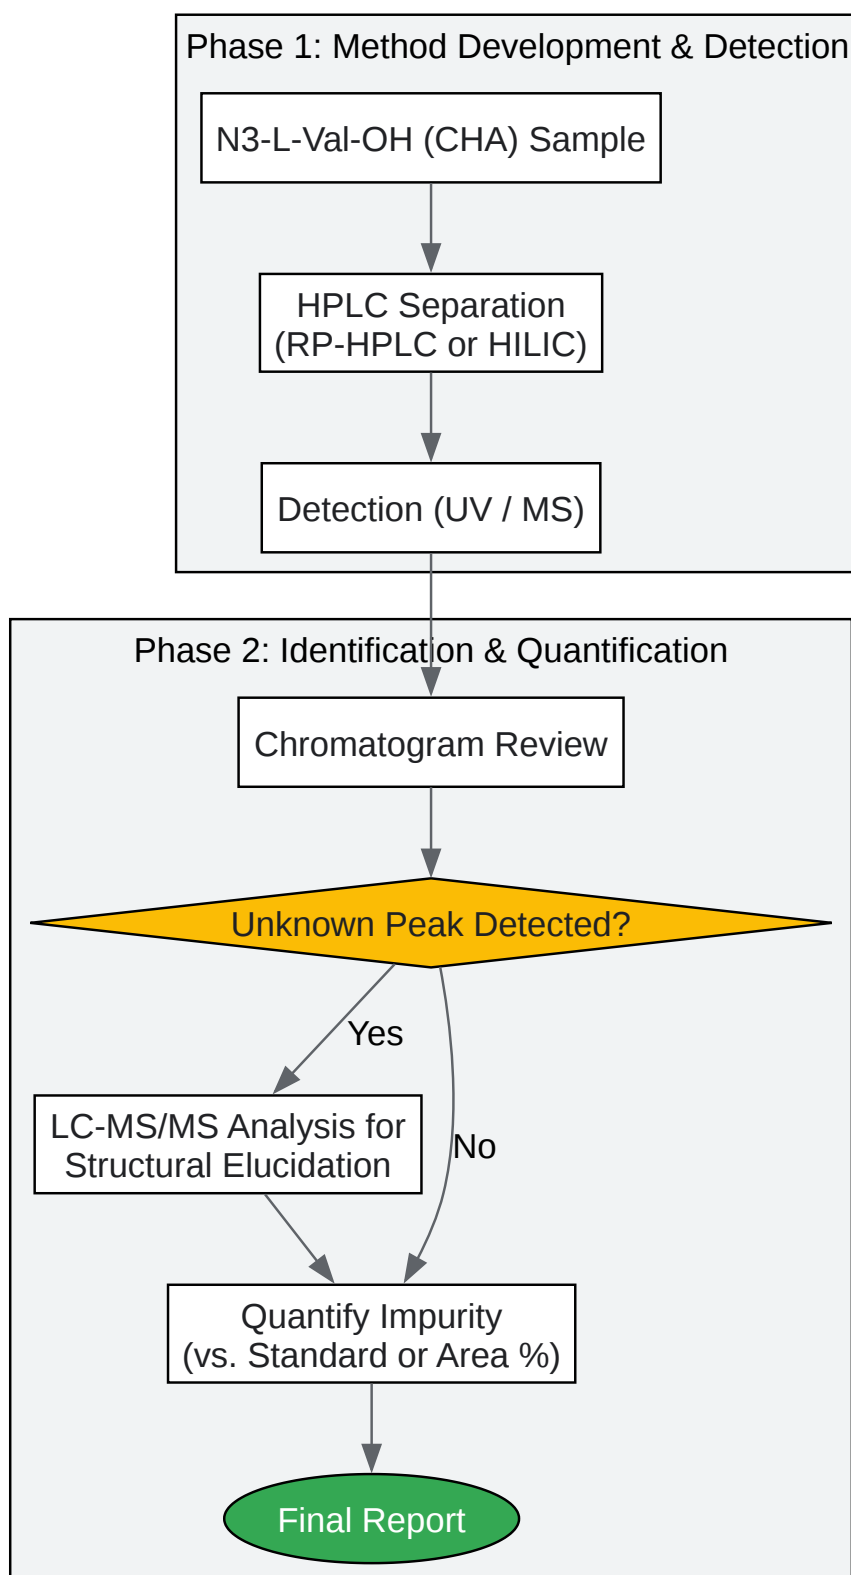 Phase 1: Method Development & Detection
N3-L-Val-OH (CHA) Sample
HPLC Separation
(RP-HPLC or HILIC)
Detection (UV / MS)
Phase 2: Identification & Quantification
Chromatogram Review
Unknown Peak Detected?
Yes
LC-MS/MS Analysis for
Structural Elucidation
No
Quantify Impurity
(vs. Standard or Area %)
Final Report